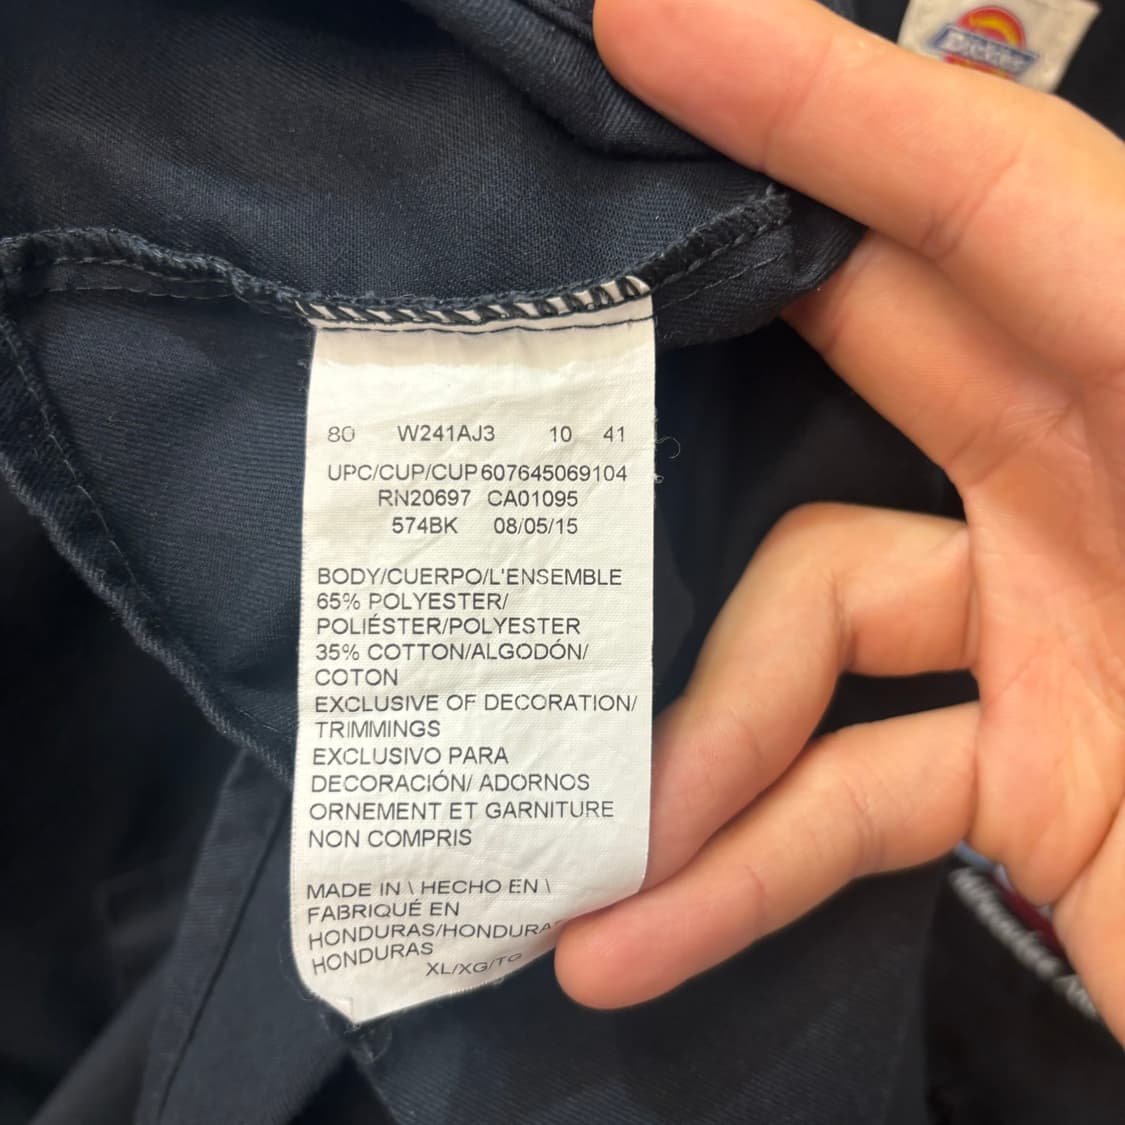 Dickies
80 W241AJ3 10 41
UPC/CUP/CUP 607645069104
RN20697 CA01095
574BK 08/05/15
BODY/CUERPO/L'ENSEMBLE
65% POLYESTER/
POLIÉSTER/POLYESTER
35% COTTON/ALGODÓN/
COTON
EXCLUSIVE OF DECORATION/
TRIMMINGS
EXCLUSIVO PARA
DECORACIÓN/ ADORNOS
ORNEMENT ET GARNITURE
NON COMPRIS
MADE IN \ HECHO EN \
FABRIQUÉ EN
HONDURAS/HONDURA
HONDURAS
XL/XG/TG